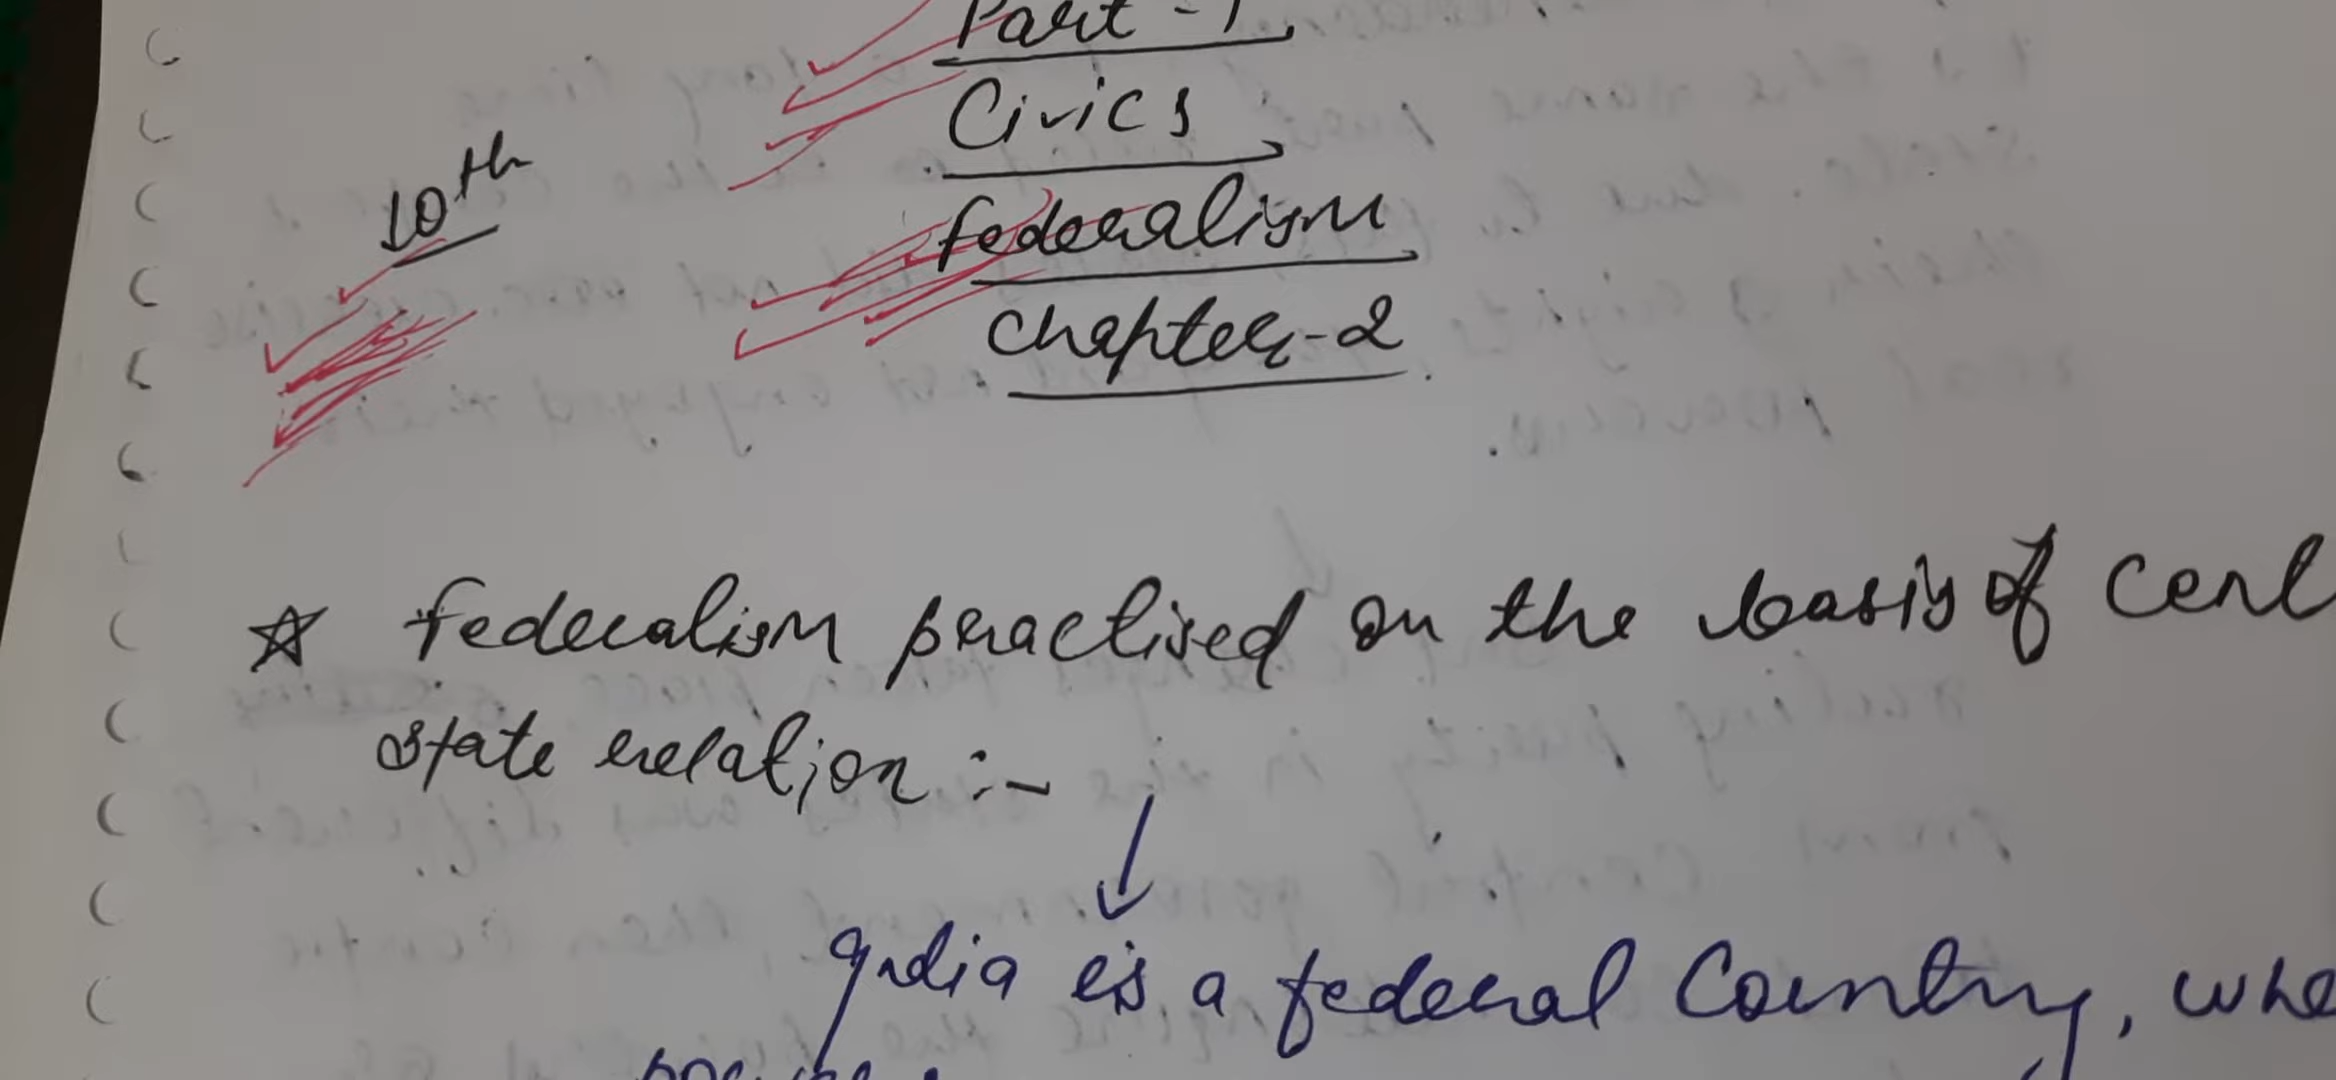 Part - 1
Civics
10th
federalism
chapter-2
☆ federalism practised on the basis of cent
state relation :-
India is a federal Country, whe